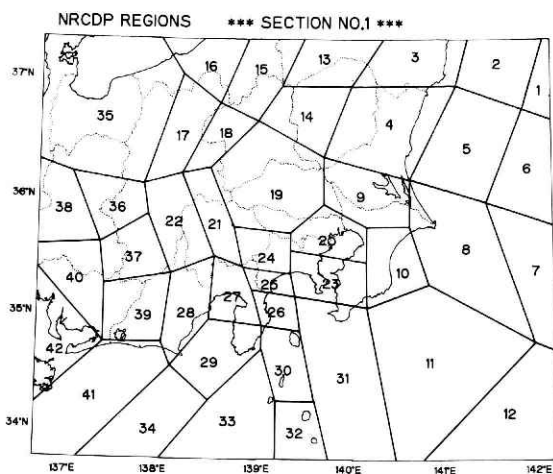 NRCDP REGIONS *** SECTION NO.1 ***
37°N
16 15 13 3 2
1
35 14
17 18 4
5
6
36°N
19 9
38 36 22 21
20
37 24 8
7
40 25 23 10
35°N
39 28 27 26
42
29
30 31 11
41
34 33 32 12
34°N
137°E 138°E 139°E 140°E 141°E 142°E